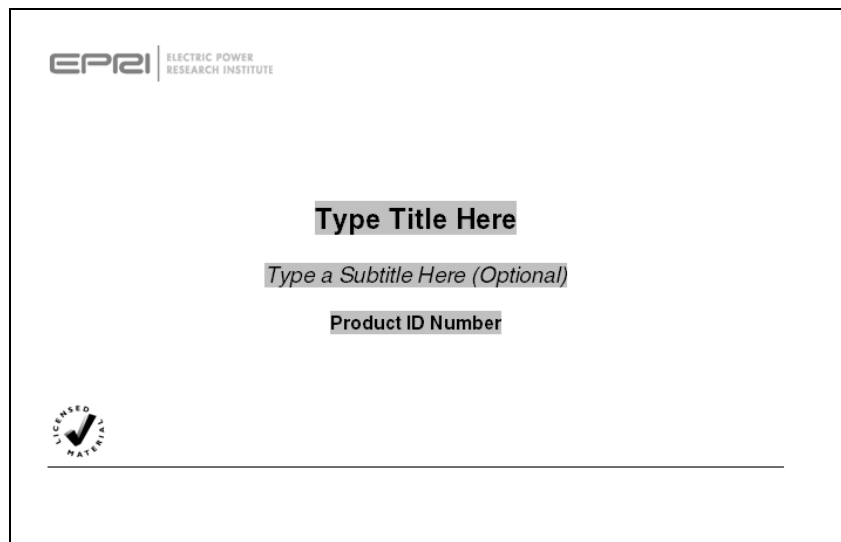 EPRI
ELECTRIC POWER
RESEARCH INSTITUTE
Type Title Here
Type a Subtitle Here (Optional)
Product ID Number
LICENSED
MATERIAL